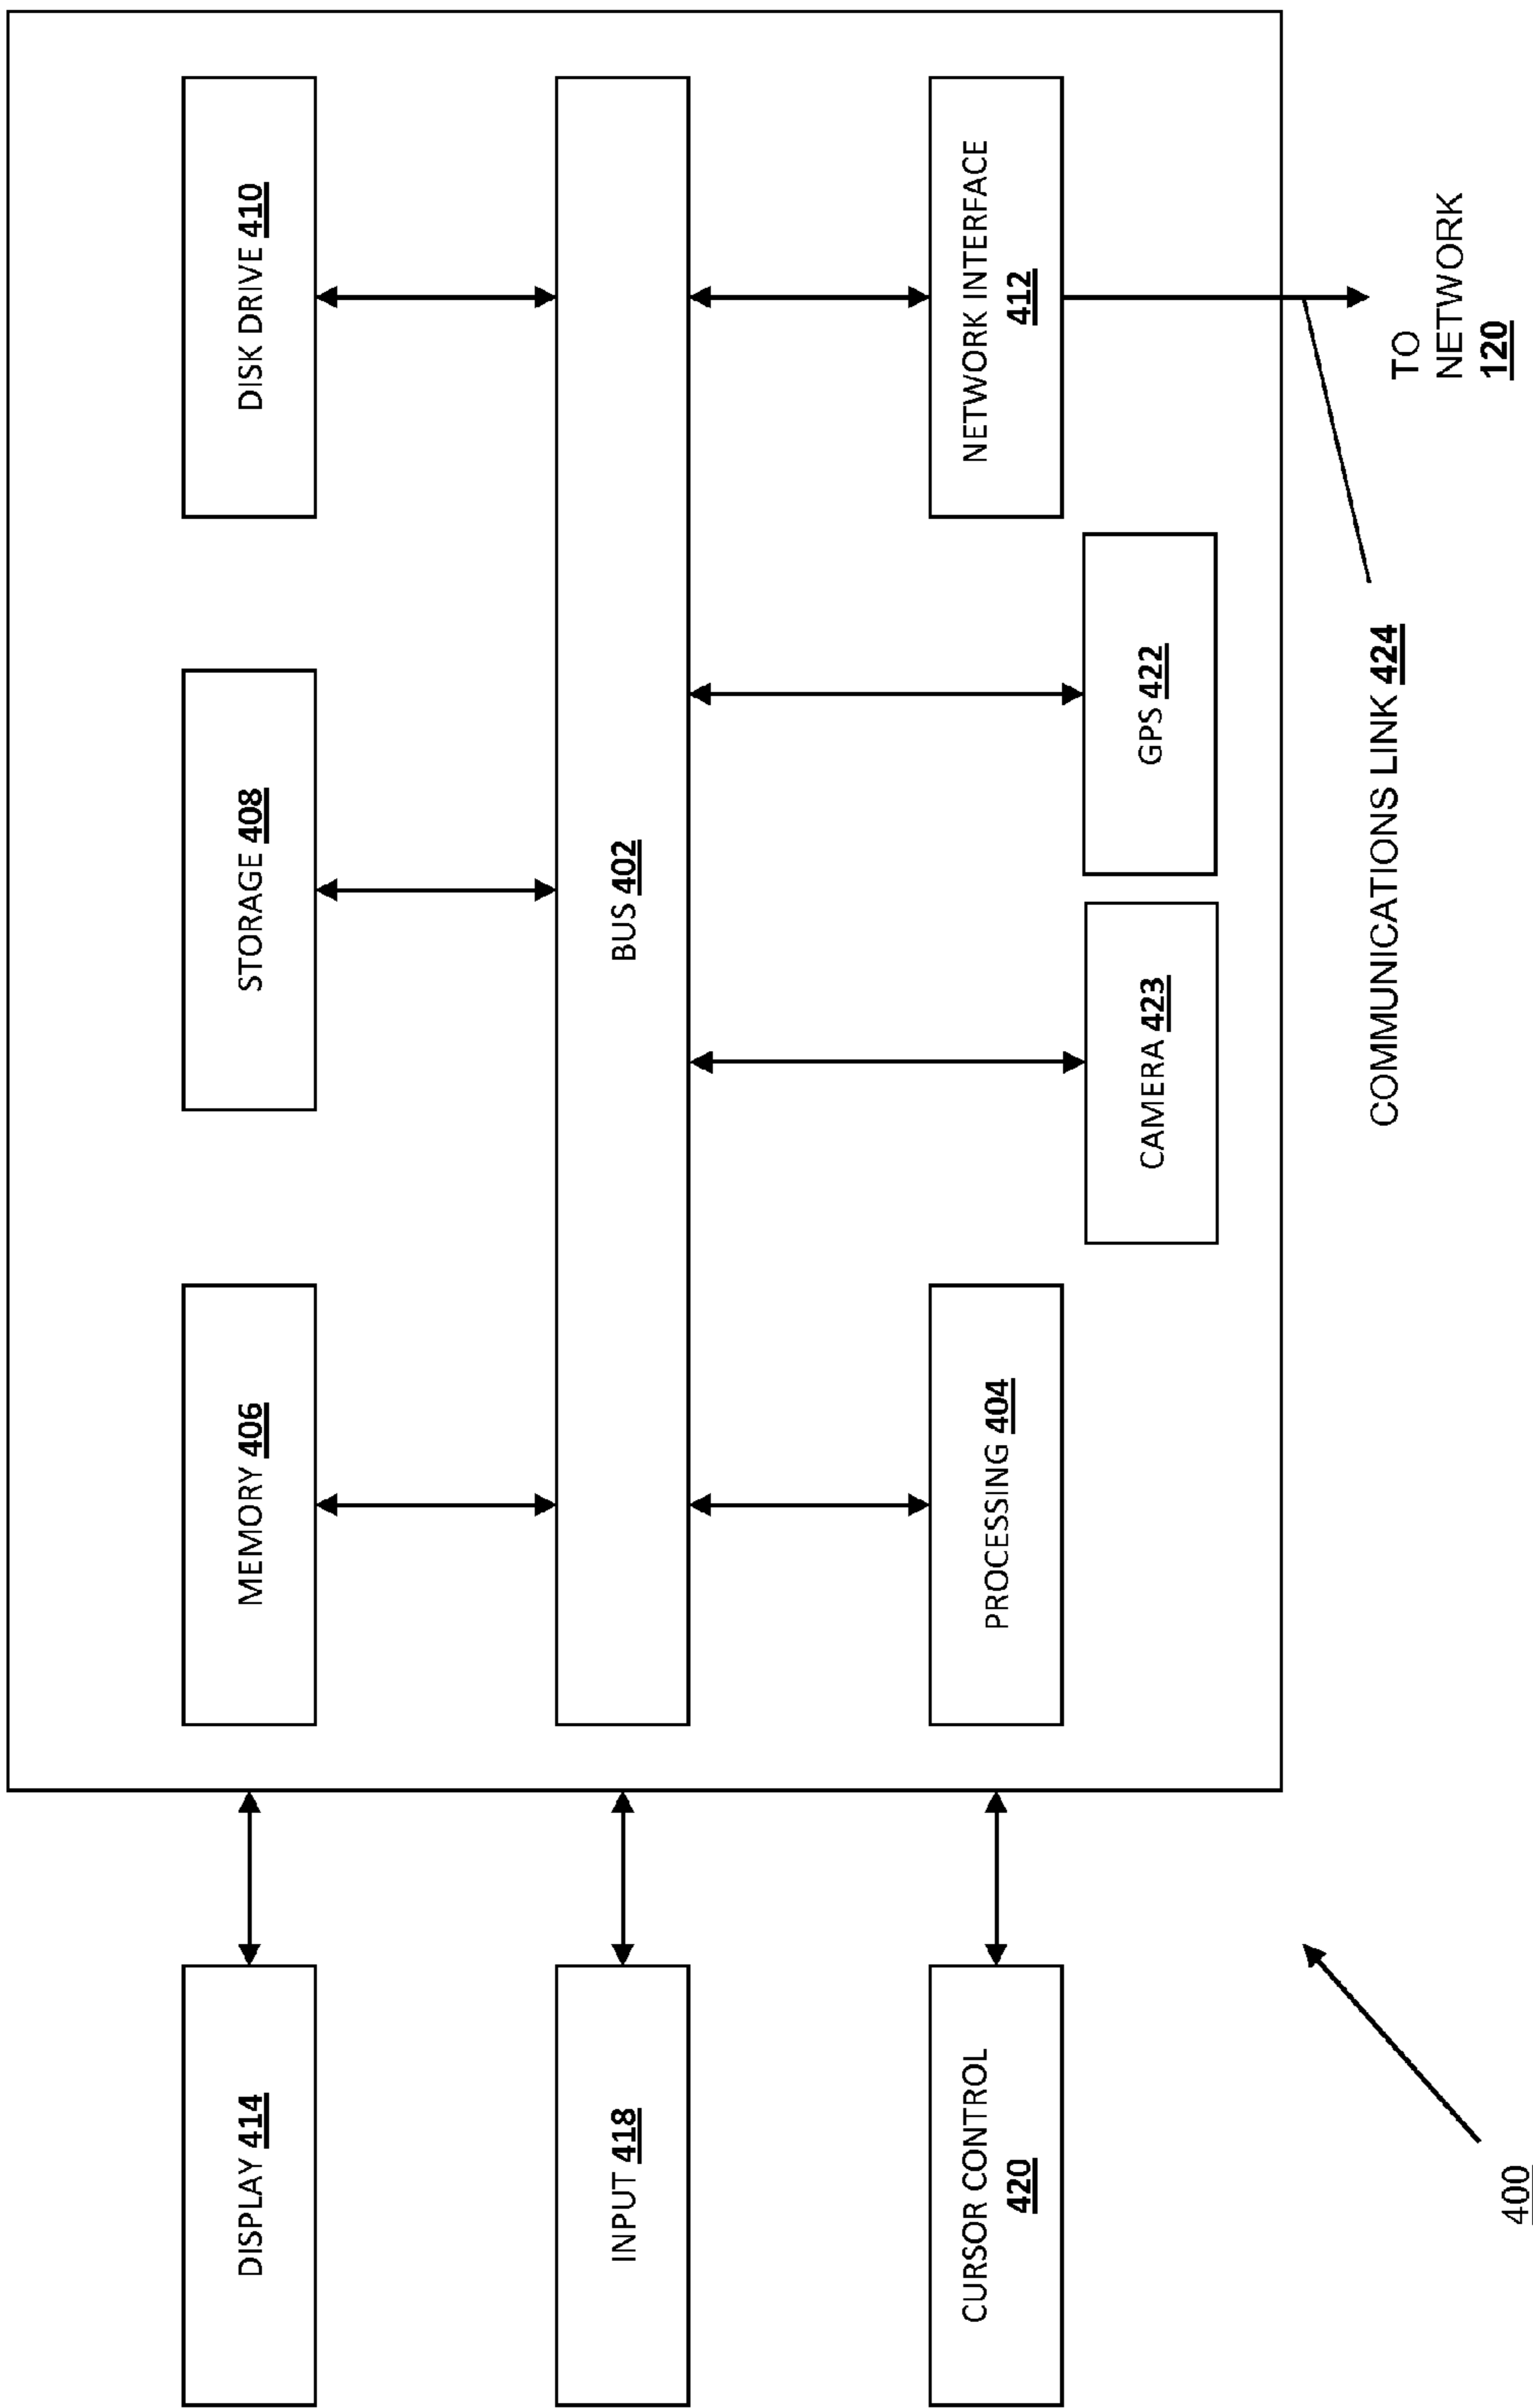 DISPLAY 414
MEMORY 406
STORAGE 408
DISK DRIVE 410
INPUT 418
BUS 402
CURSOR CONTROL
420
PROCESSING 404
NETWORK INTERFACE
412
CAMERA 423
GPS 422
COMMUNICATIONS LINK 424
TO
NETWORK
120
400